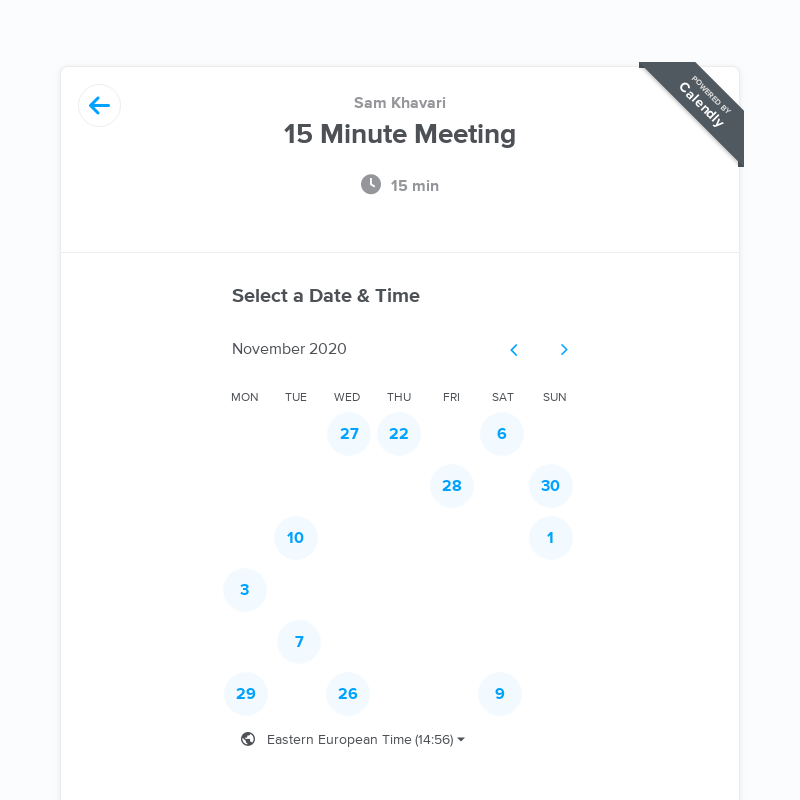 POWERED BY
Calendly
Sam Khavari
15 Minute Meeting
15 min
Select a Date & Time
November 2020
MON TUE WED THU FRI SAT SUN
27 22 6
28 30
10 1
3
7
29 26 9
Eastern European Time (14:56)